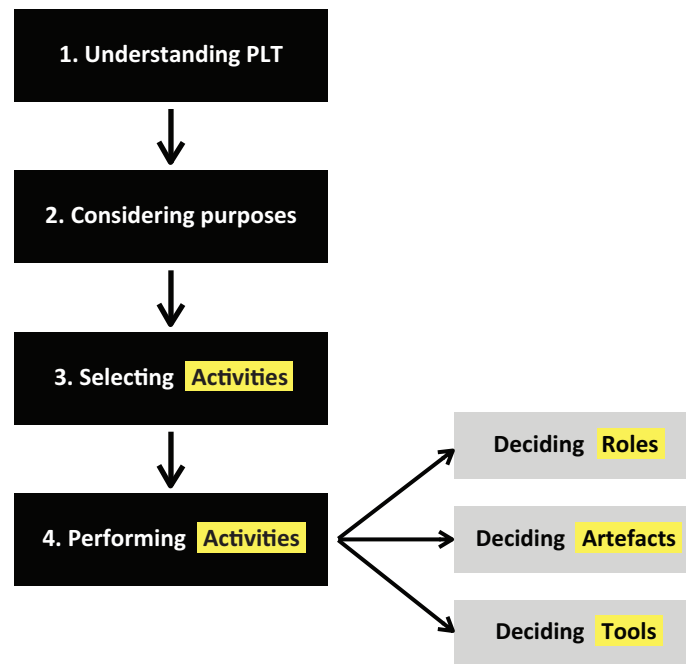 1. Understanding PLT
2. Considering purposes
3. Selecting Activities
4. Performing Activities
Deciding Roles
Deciding Artefacts
Deciding Tools